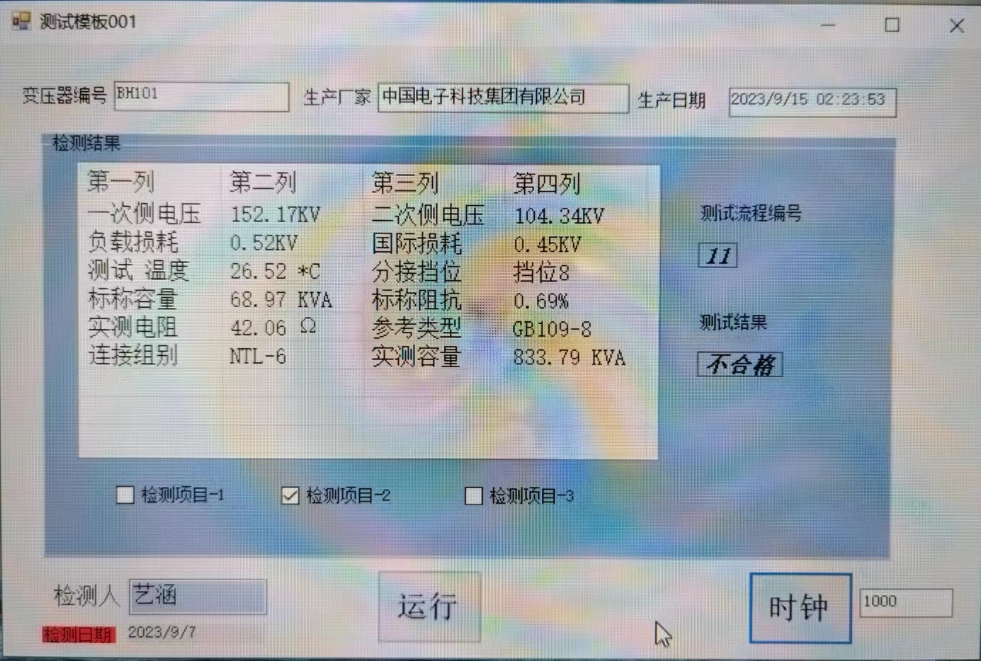 测试模板001
变压器编号 BH101 生产厂家 中国电子科技集团有限公司 生产日期 2023/9/15 02:23:53
检测结果
第一列 第二列 第三列 第四列
一次侧电压 152.17KV 二次侧电压 104.34KV
负载损耗 0.52KV 国际损耗 0.45KV
测试 温度 26.52 *C 分接挡位 挡位8
标称容量 68.97 KVA 标称阻抗 0.69%
实测电阻 42.06 Ω 参考类型 GB109-8
连接组别 NTL-6 实测容量 833.79 KVA
测试流程编号
11
测试结果
不合格
检测项目-1 检测项目-2 检测项目-3
检测人 艺涵 运行 时钟 1000
检测日期 2023/9/7